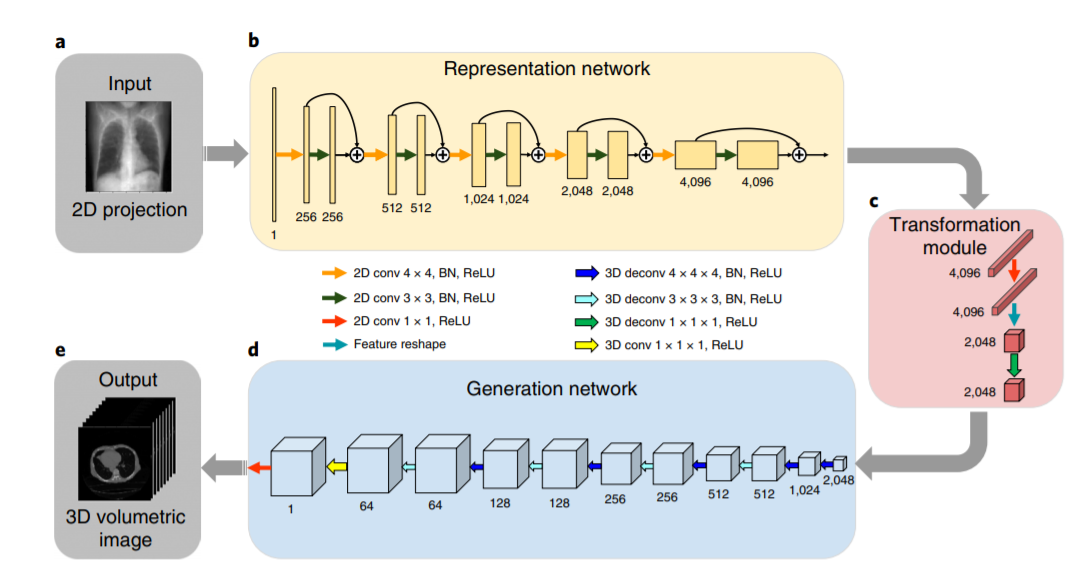 a
Input
2D projection
b
Representation network
1
256 256
512 512
1,024 1,024
2,048 2,048
4,096 4,096
c
Transformation
module
4,096
4,096
2,048
2,048
2D conv 4 × 4, BN, ReLU
2D conv 3 × 3, BN, ReLU
2D conv 1 × 1, ReLU
Feature reshape
3D deconv 4 × 4 × 4, BN, ReLU
3D deconv 3 × 3 × 3, BN, ReLU
3D deconv 1 × 1 × 1, ReLU
3D conv 1 × 1 × 1, ReLU
e
Output
3D volumetric
image
d
Generation network
1
64
64
128
128
256
256
512
512
1,024
2,048